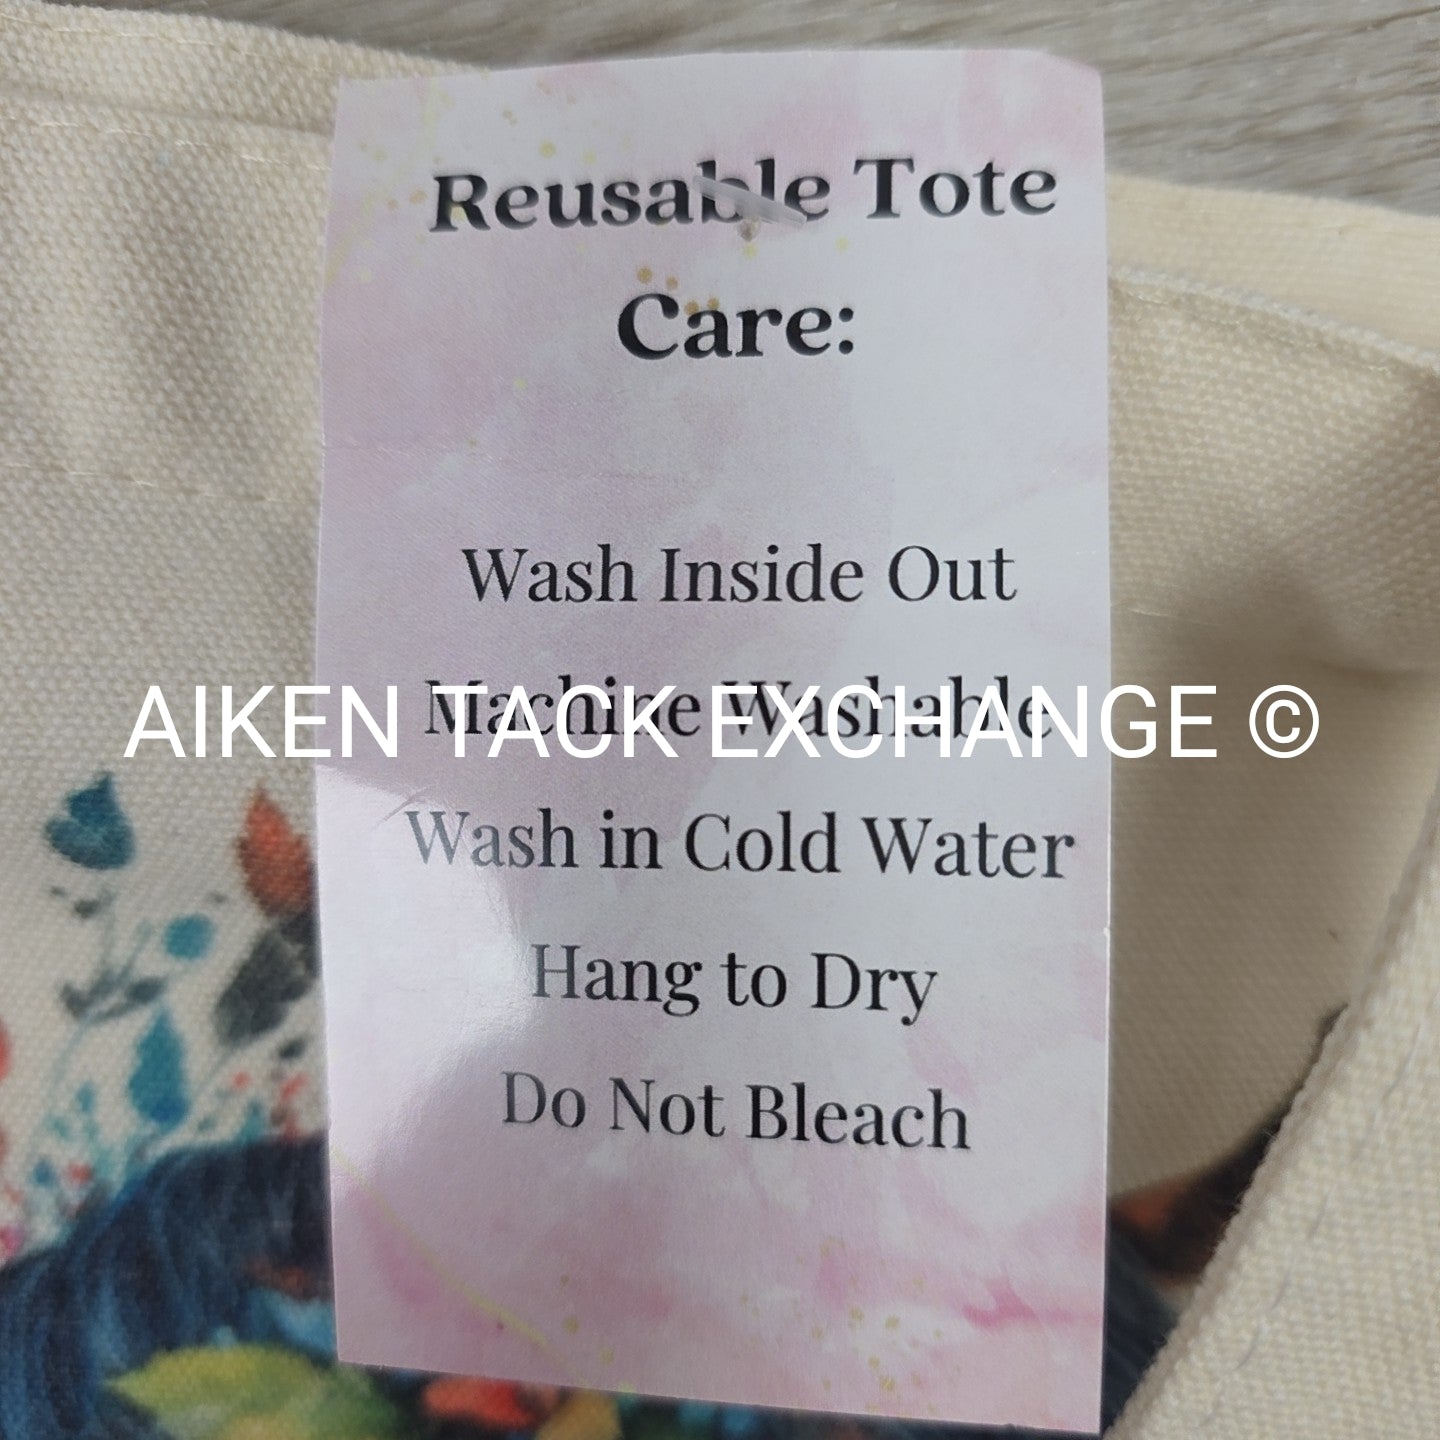 Reusable Tote
Care:
Wash Inside Out
Machine Washable
AIKEN TACK EXCHANGE ©
Wash in Cold Water
Hang to Dry
Do Not Bleach